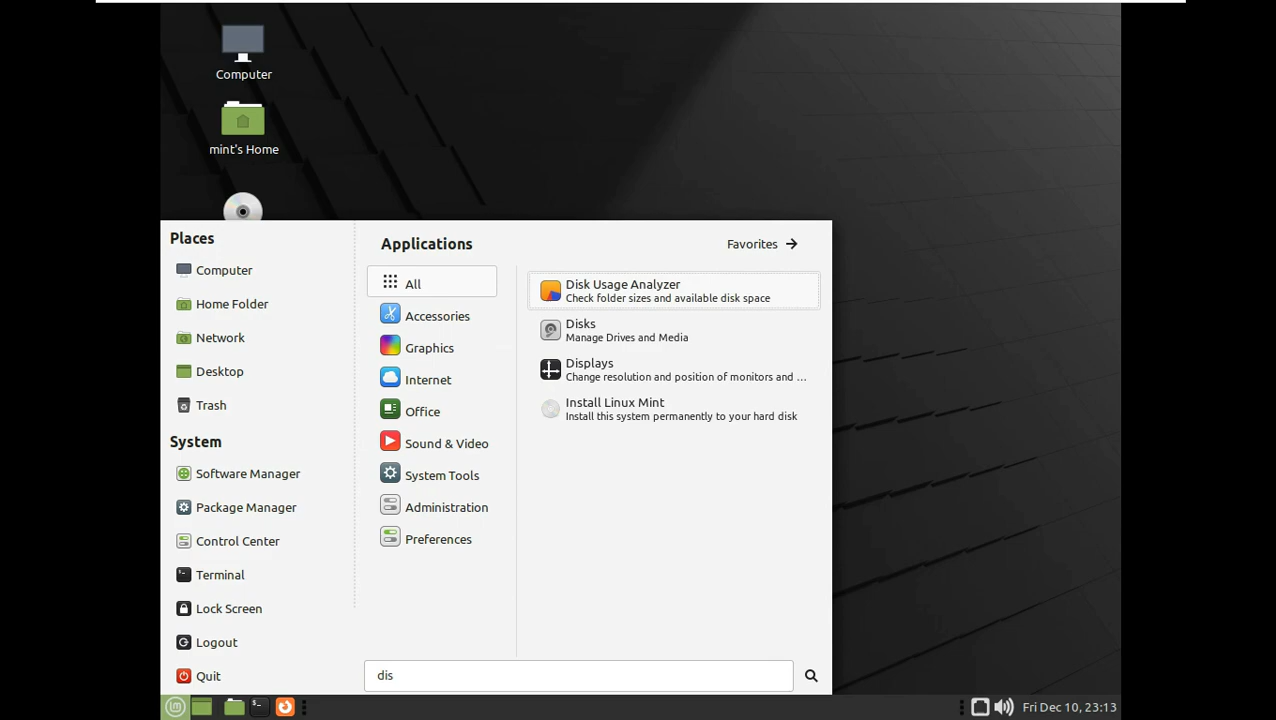 Computer
mint's Home
Places
Computer
Home Folder
Network
Desktop
Trash
System
Software Manager
Package Manager
Control Center
Terminal
Lock Screen
Logout
Quit
Applications
Favorites
All
Accessories
Graphics
Internet
Office
Sound & Video
System Tools
Administration
Preferences
Disk Usage Analyzer
Check folder sizes and available disk space
Disks
Manage Drives and Media
Displays
Change resolution and position of monitors and ...
Install Linux Mint
Install this system permanently to your hard disk
dis
Fri Dec 10, 23:13